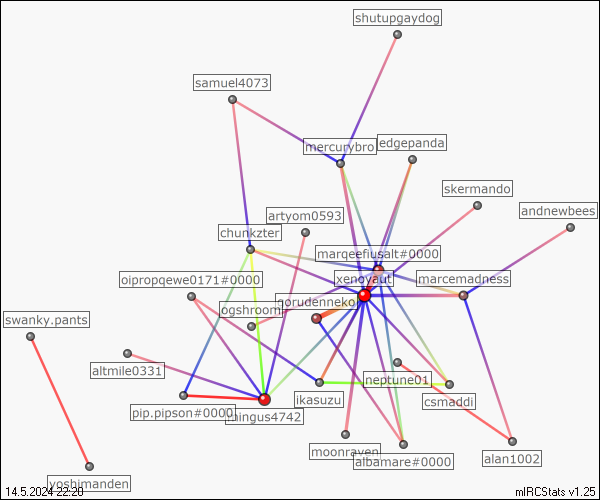 shutupgaydog
samuel4073
mercurybro
edgepanda
skermando
artyom0593
andnewbees
chunkzter
marqeefiusalt#0000
xenoyaut
marcemadness
oipropqewe0171#0000
gorudenneko
ogshroom
swanky.pants
altmile0331
neptune01
ikasuzu
csmaddi
pip.pipson#0000
mingus4742
moonraven
albamare#0000
alan1002
yoshimanden
14.5.2024 22:20
mIRCStats v1.25